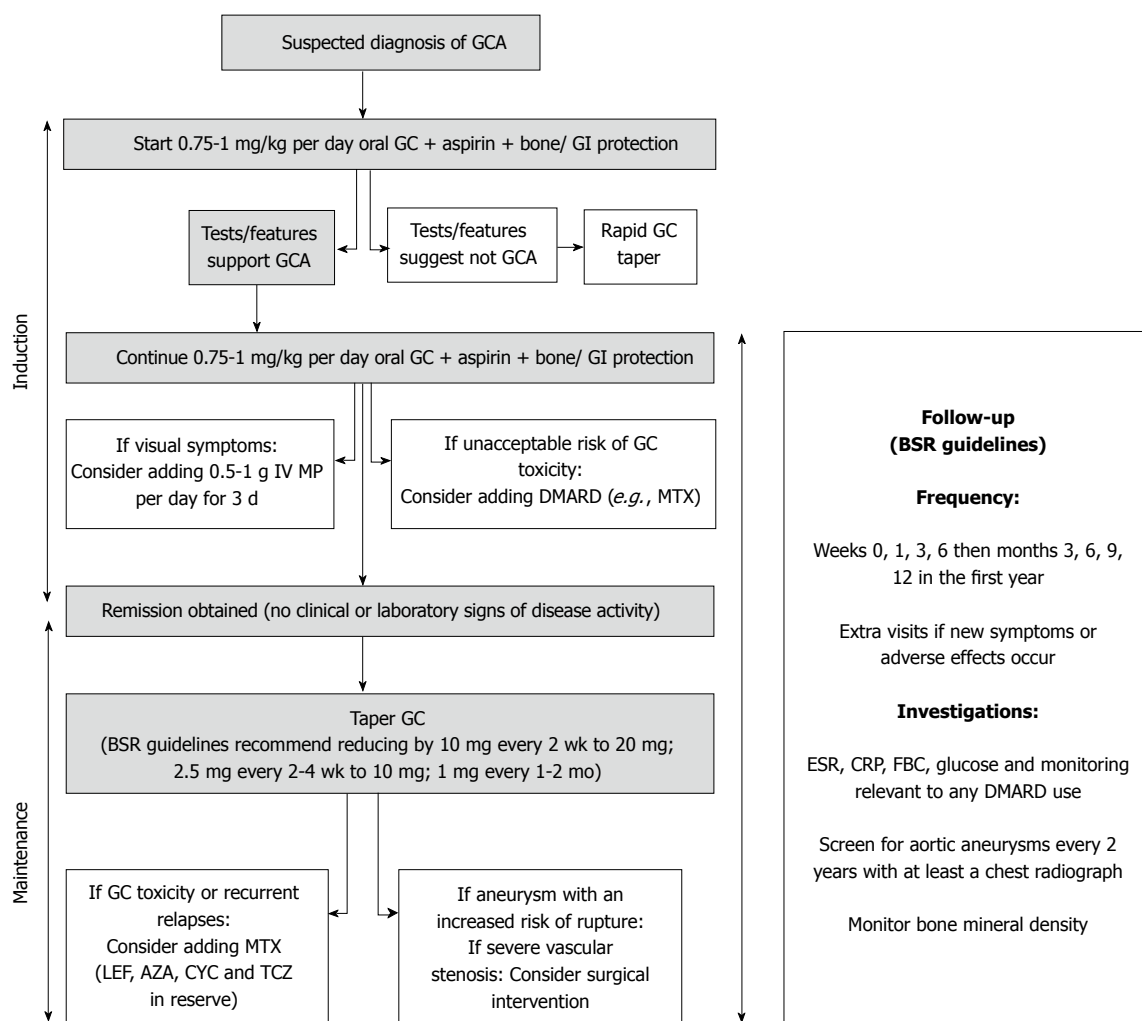 Suspected diagnosis of GCA
Start 0.75-1 mg/kg per day oral GC + aspirin + bone/ GI protection
Tests/features
support GCA
Tests/features
suggest not GCA
Rapid GC
taper
Induction
Continue 0.75-1 mg/kg per day oral GC + aspirin + bone/ GI protection
If visual symptoms:
Consider adding 0.5-1 g IV MP
per day for 3 d
If unacceptable risk of GC
toxicity:
Consider adding DMARD (e.g., MTX)
Remission obtained (no clinical or laboratory signs of disease activity)
Taper GC
(BSR guidelines recommend reducing by 10 mg every 2 wk to 20 mg;
2.5 mg every 2-4 wk to 10 mg; 1 mg every 1-2 mo)
Maintenance
If GC toxicity or recurrent
relapses:
Consider adding MTX
(LEF, AZA, CYC and TCZ
in reserve)
If aneurysm with an
increased risk of rupture:
If severe vascular
stenosis: Consider surgical
intervention
Follow-up
(BSR guidelines)
Frequency:
Weeks 0, 1, 3, 6 then months 3, 6, 9,
12 in the first year
Extra visits if new symptoms or
adverse effects occur
Investigations:
ESR, CRP, FBC, glucose and monitoring
relevant to any DMARD use
Screen for aortic aneurysms every 2
years with at least a chest radiograph
Monitor bone mineral density